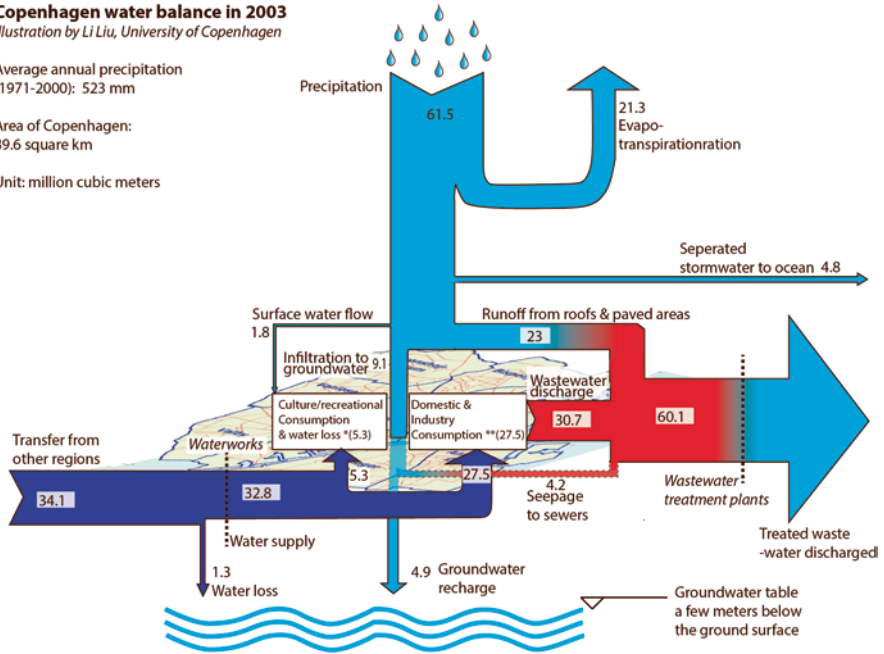 Copenhagen water balance in 2003
llustration by Li Liu, University of Copenhagen
Average annual precipitation
1971-2000): 523 mm
Area of Copenhagen:
89.6 square km
Unit: million cubic meters
Precipitation
61.5
21.3
Evapo-
transpirationration
Seperated
stormwater to ocean 4.8
Surface water flow
1.8
Runoff from roofs & paved areas
23
Infiltration to
groundwater 9.1
Wastewater
discharge
30.7
60.1
Culture/recreational
Consumption
& water loss *(5.3)
Domestic &
Industry
Consumption **(27.5)
Transfer from
other regions
Waterworks
34.1
32.8
5.3
27.5
4.2
Seepage
to sewers
Wastewater
treatment plants
Treated waste
-water discharged
Water supply
1.3
Water loss
4.9 Groundwater
recharge
Groundwater table
a few meters below
the ground surface